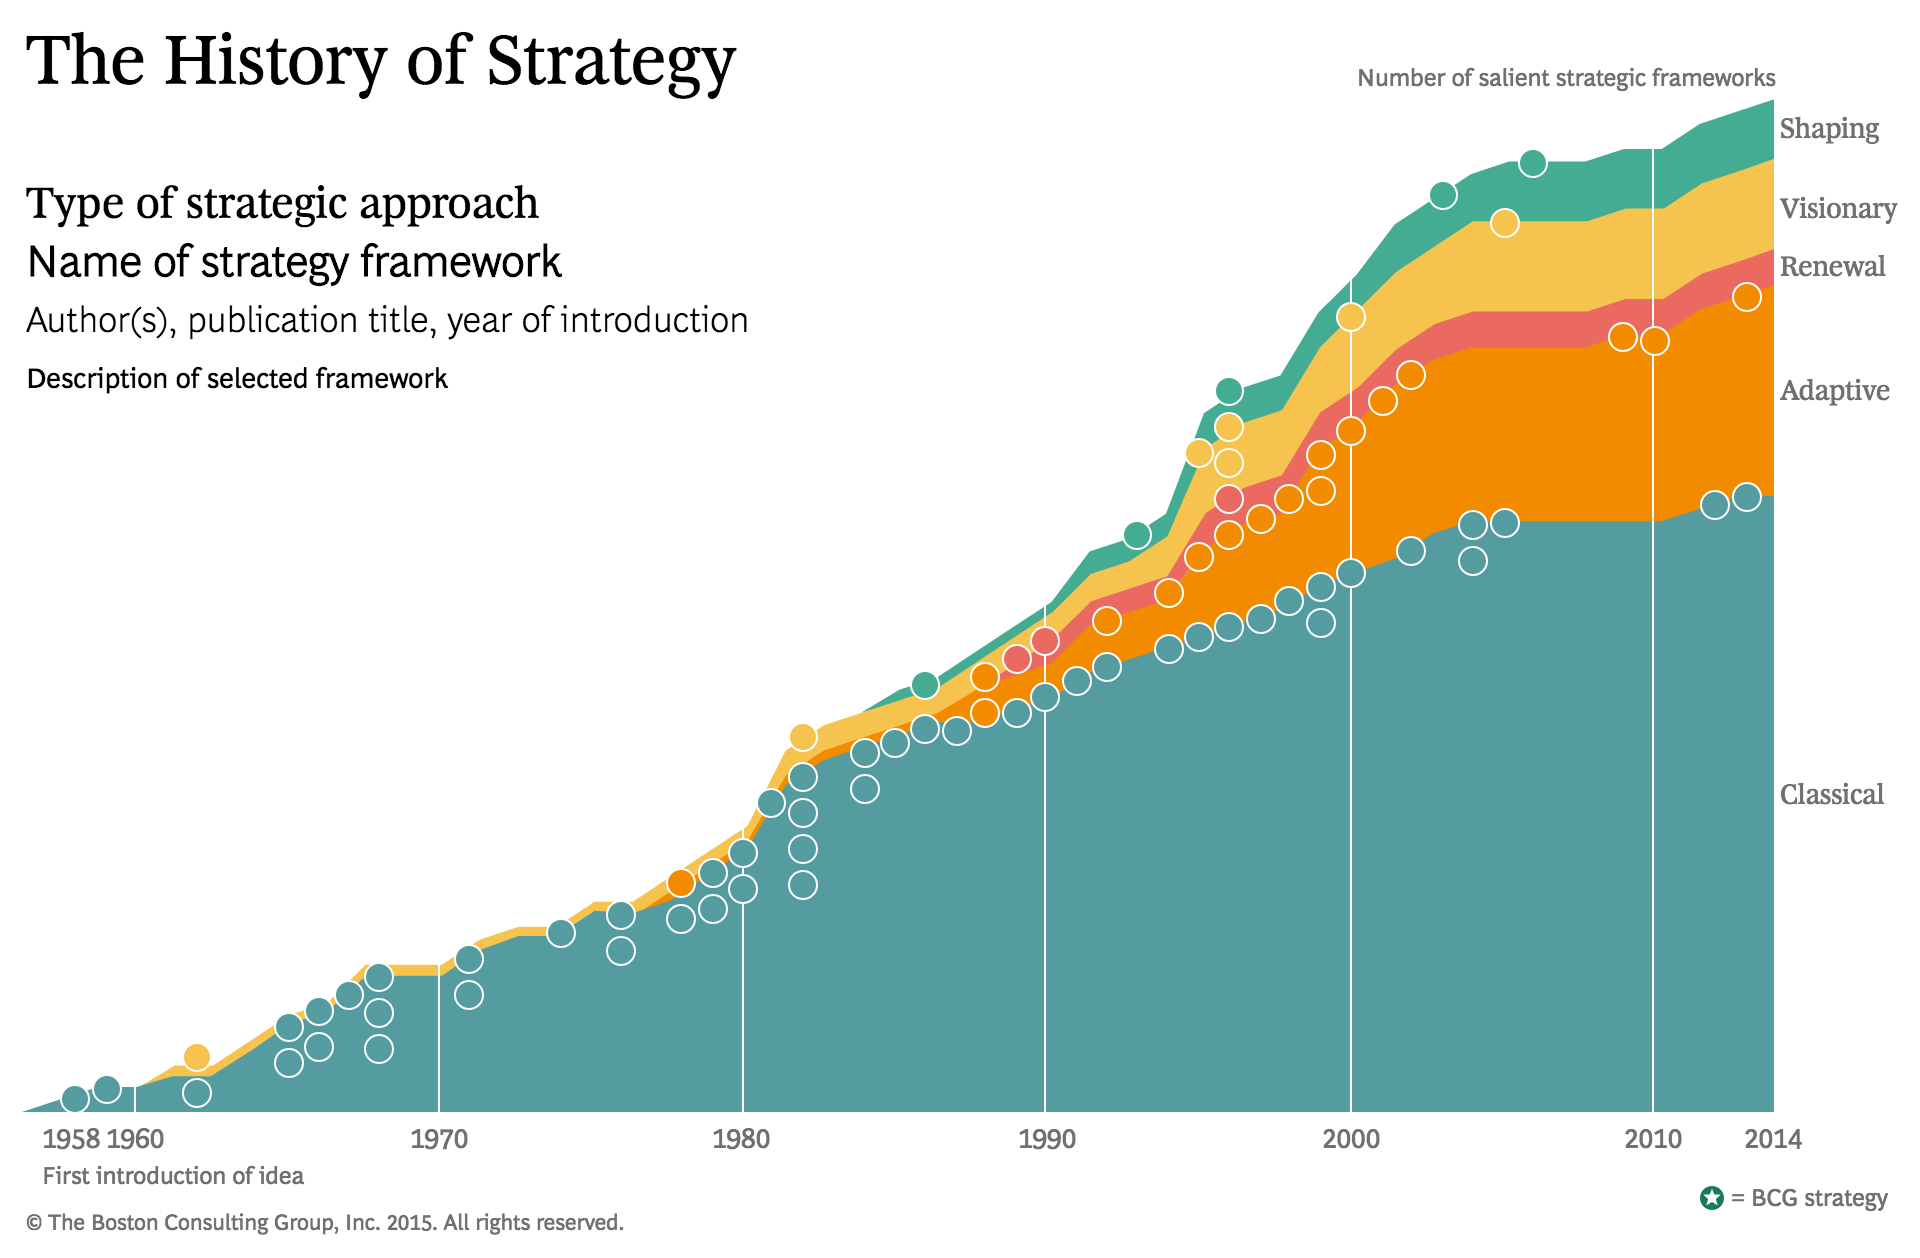 The History of Strategy
Number of salient strategic frameworks
Shaping
Type of strategic approach
Visionary
Name of strategy framework
Renewal
Author(s), publication title, year of introduction
Description of selected framework
Adaptive
Classical
1958 1960 1970 1980 1990 2000 2010 2014
First introduction of idea
= BCG strategy
© The Boston Consulting Group, Inc. 2015. All rights reserved.